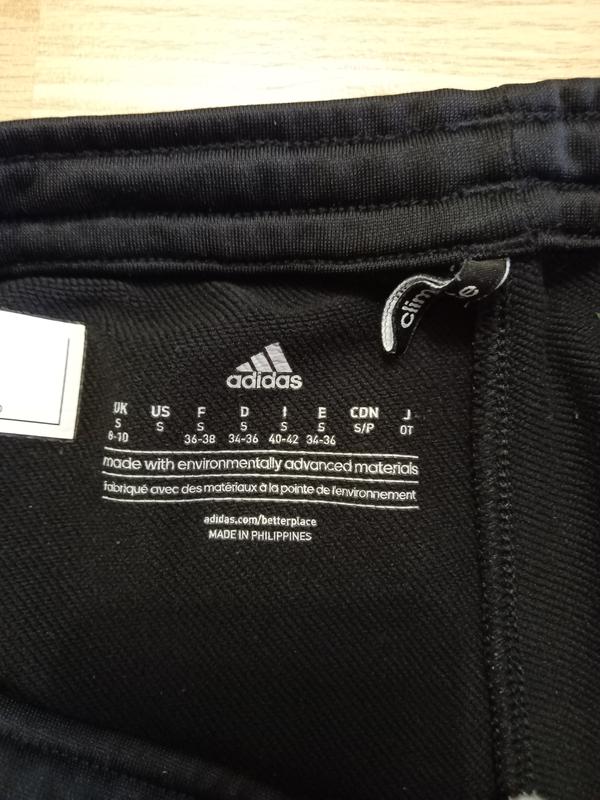 clim
e
adidas
UK US F D I E CDN J
S S S S S S S/P OT
8-10 36-38 34-36 40-42 34-36
made with environmentally advanced materials
fabriqué avec des matériaux à la pointe de l'environnement
adidas.com/betterplace
MADE IN PHILIPPINES